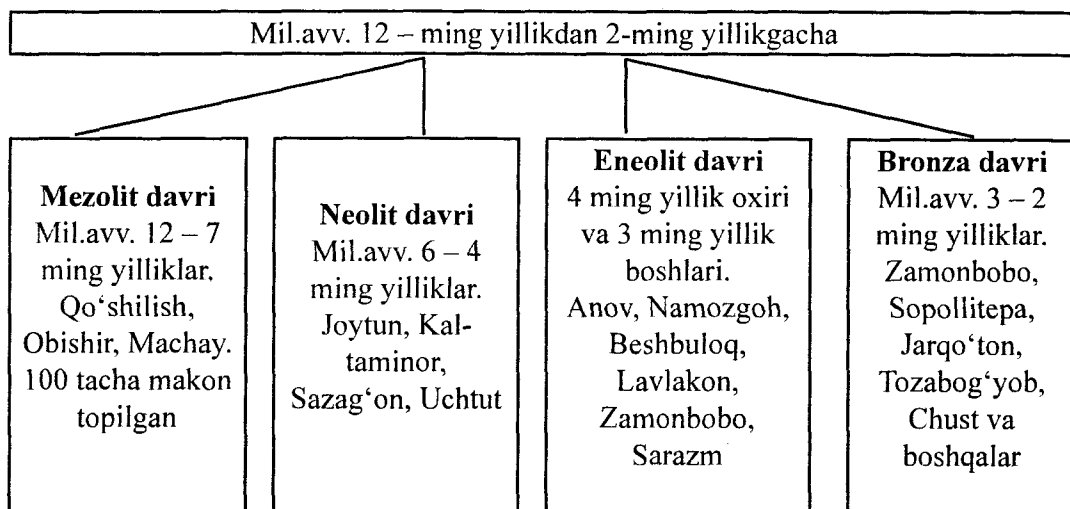 Mil.avv. 12 – ming yillikdan 2-ming yillikgacha
Mezolit davri
Mil.avv. 12 – 7
ming yilliklar,
Qo‘shilish,
Obishir, Machay.
100 tacha makon
topilgan
Neolit davri
Mil.avv. 6 – 4
ming yilliklar.
Joytun, Kal-
taminor,
Sazag‘on, Uchtut
Eneolit davri
4 ming yillik oxiri
va 3 ming yillik
boshlari.
Anov, Namozgoh,
Beshbuloq,
Lavlakon,
Zamonbobo,
Sarazm
Bronza davri
Mil.avv. 3 – 2
ming yilliklar.
Zamonbobo,
Sopollitepa,
Jarqo‘ton,
Tozabog‘yob,
Chust va
boshqalar